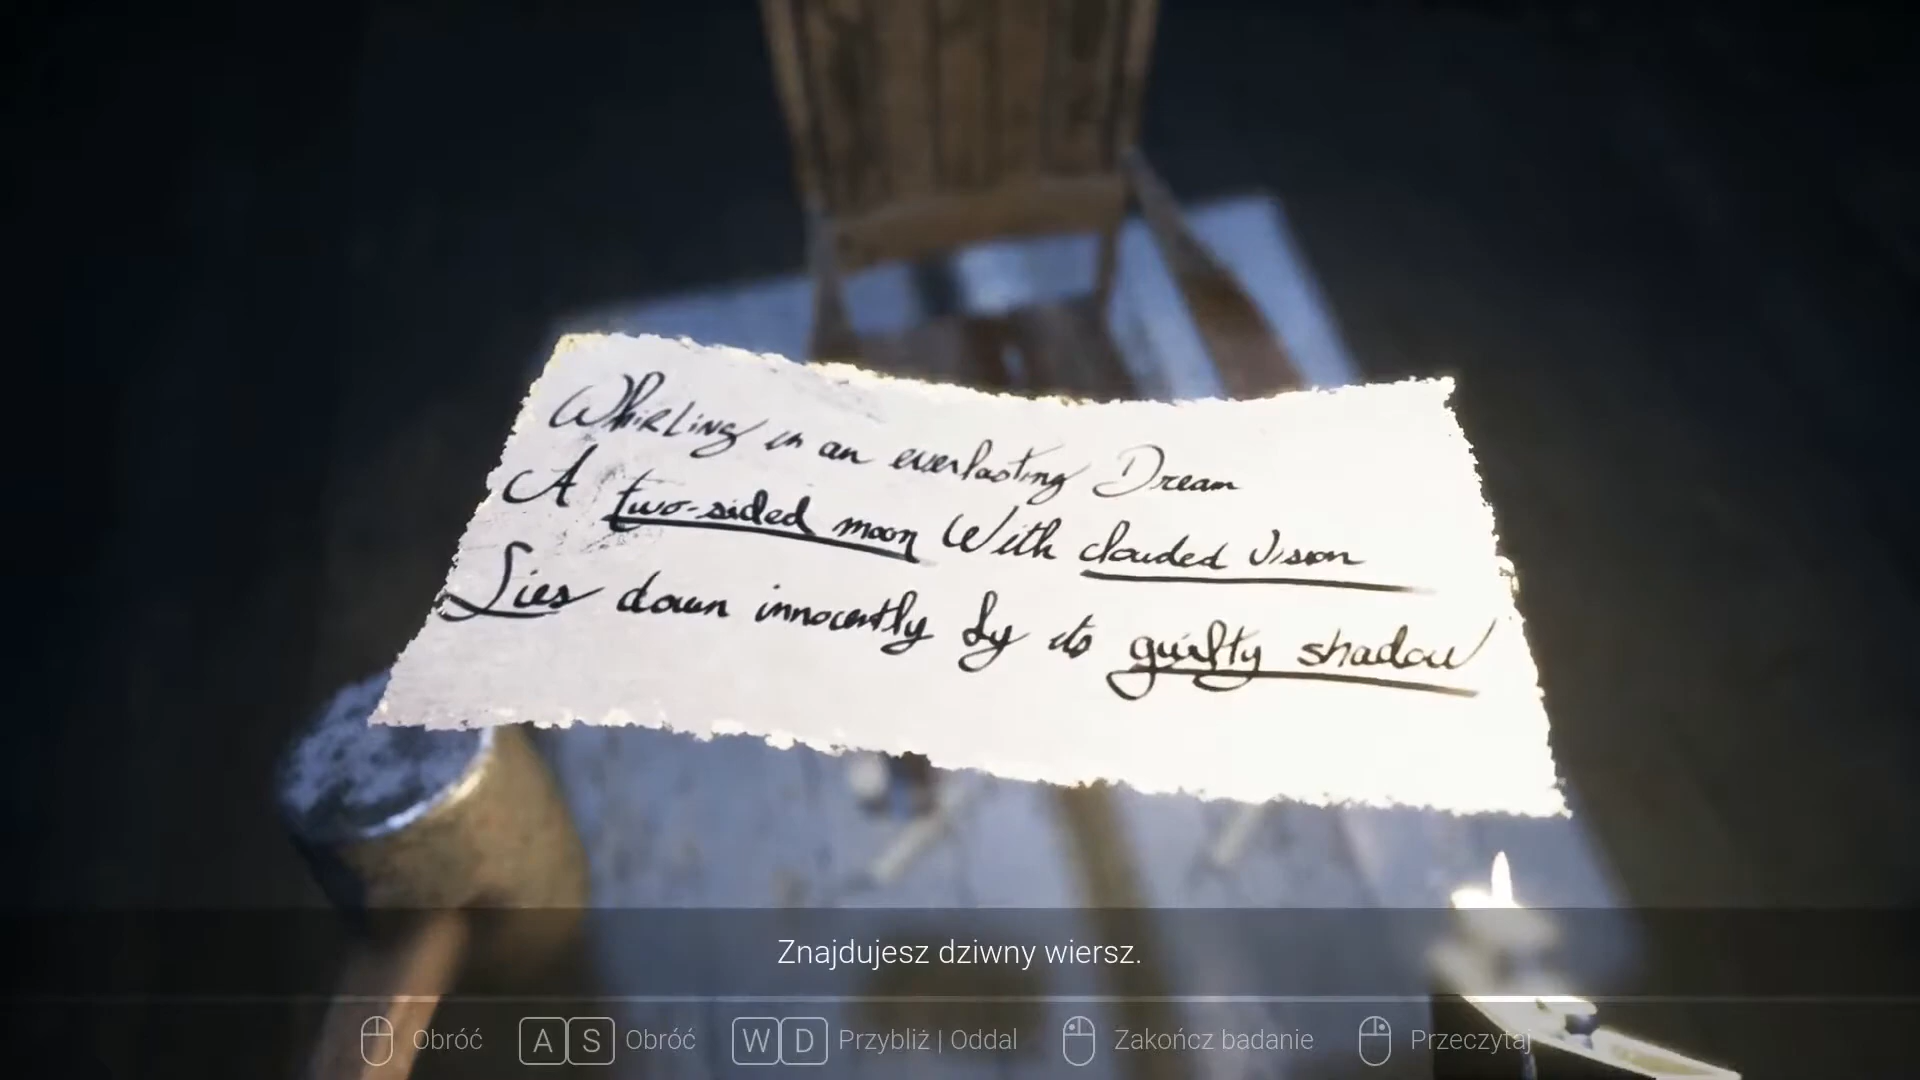 Whirling in an everlasting Dream
A two-sided moon With clouded Vision
Lies down innocently by its guilty shadow
Znajdujesz dziwny wiersz.
Obróć A S Obróć W D Przybliż | Oddal Zakończ badanie Przeczytaj